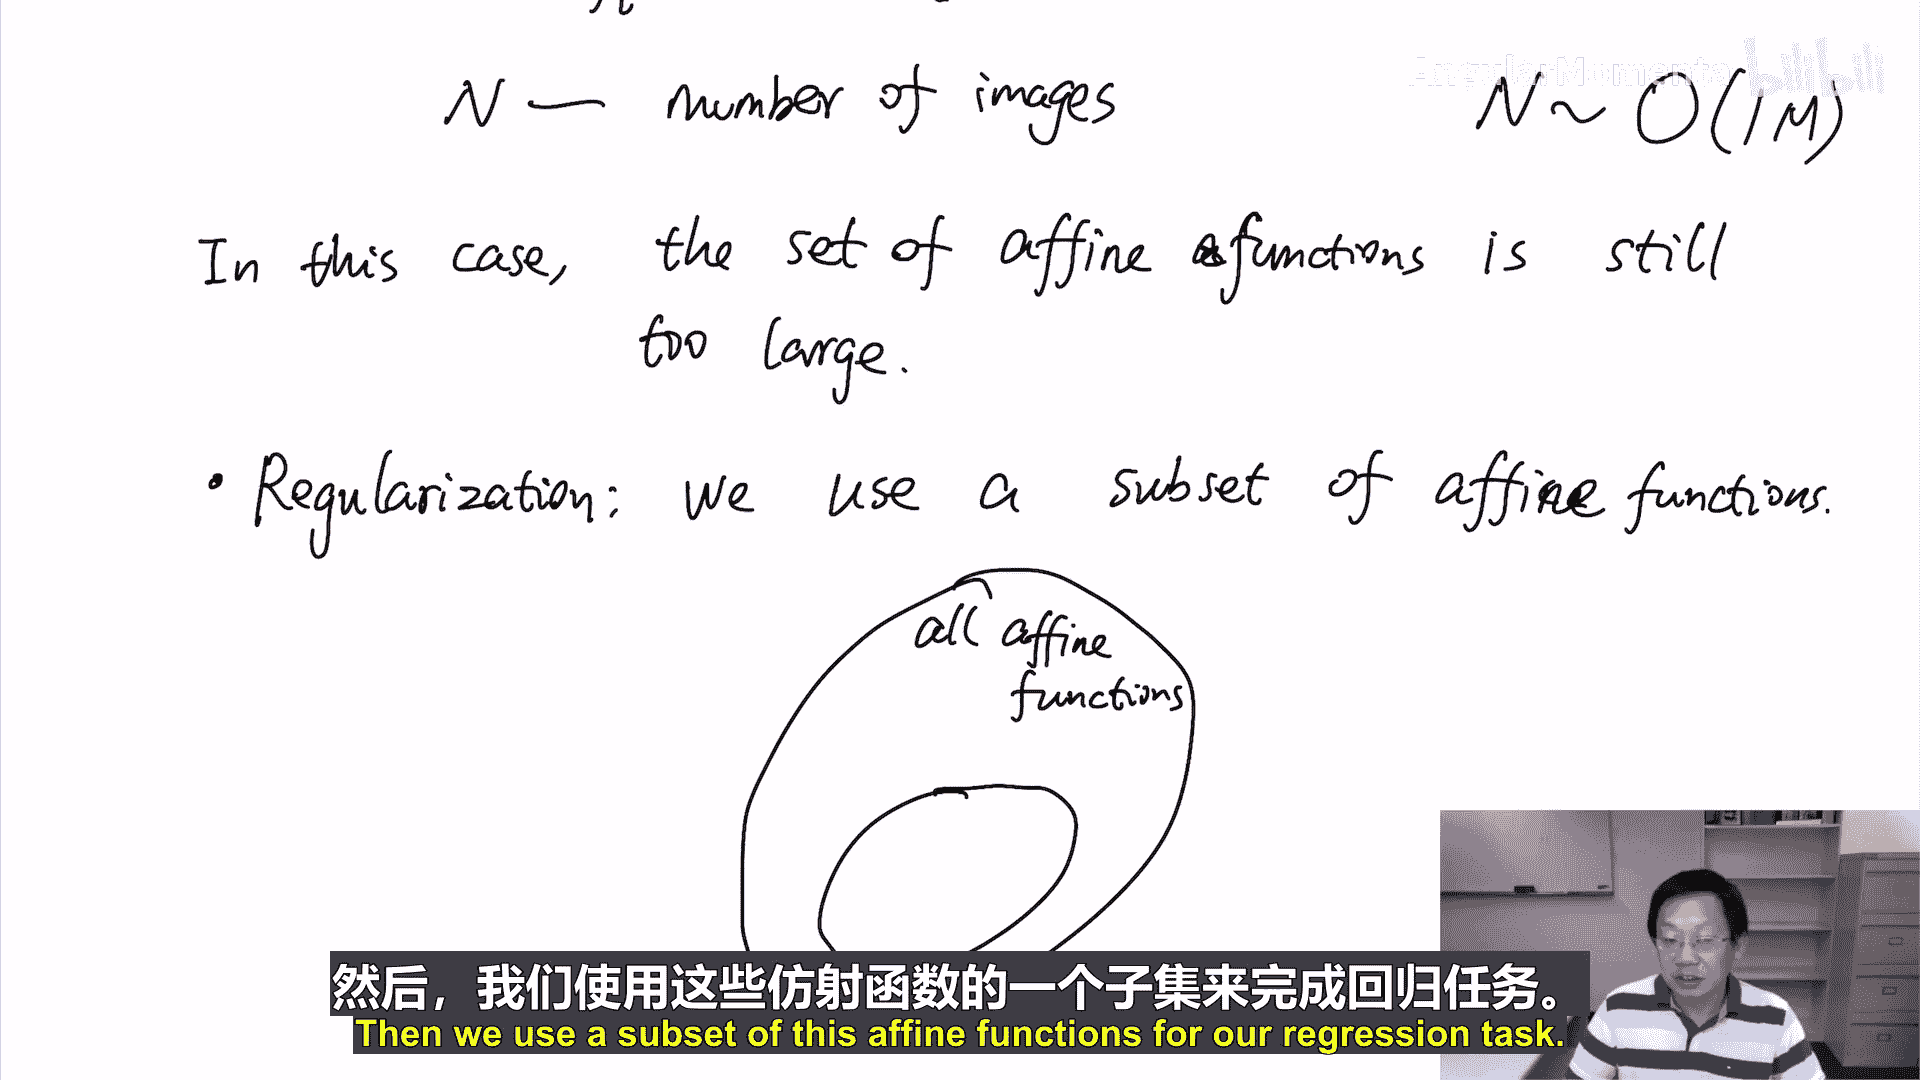 AngularMomenta bilibili
N — number of images N ~ O(1M)
In this case, the set of affine functions is still
too large.
• Regularization: we use a subset of affine functions.
all affine
functions
然后，我们使用这些仿射函数的一个子集来完成回归任务。
Then we use a subset of this affine functions for our regression task.